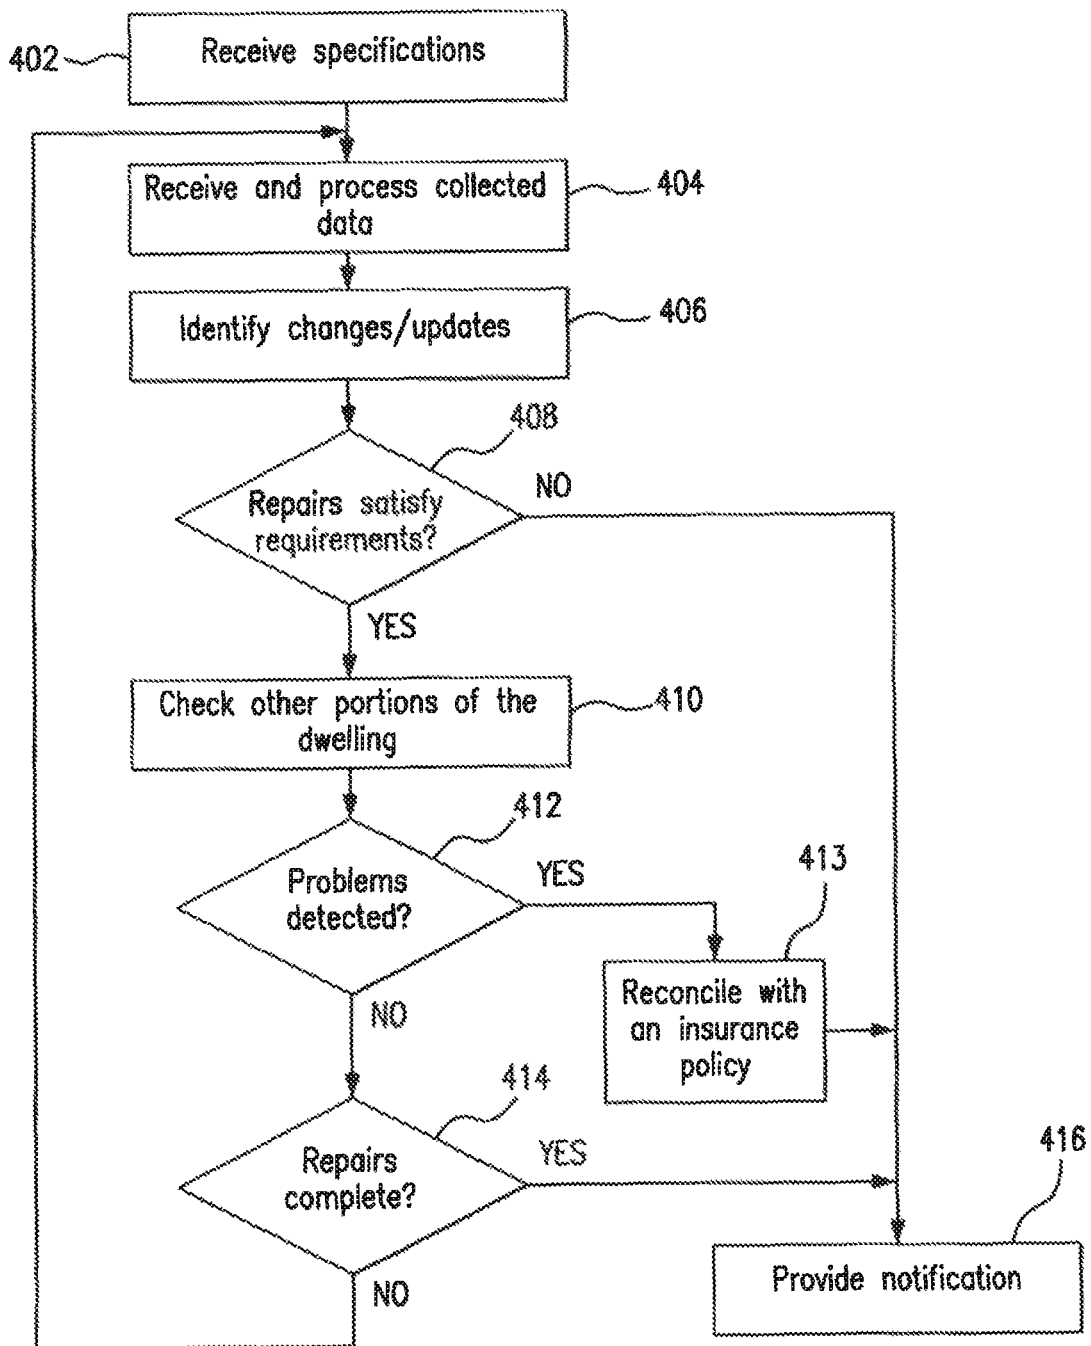 402
Receive specifications
Receive and process collected
data
404
Identify changes/updates
406
408
Repairs satisfy
requirements?
NO
YES
Check other portions of the
dwelling
410
412
Problems
detected?
YES
413
Reconcile with
an insurance
policy
NO
414
Repairs
complete?
YES
416
Provide notification
NO